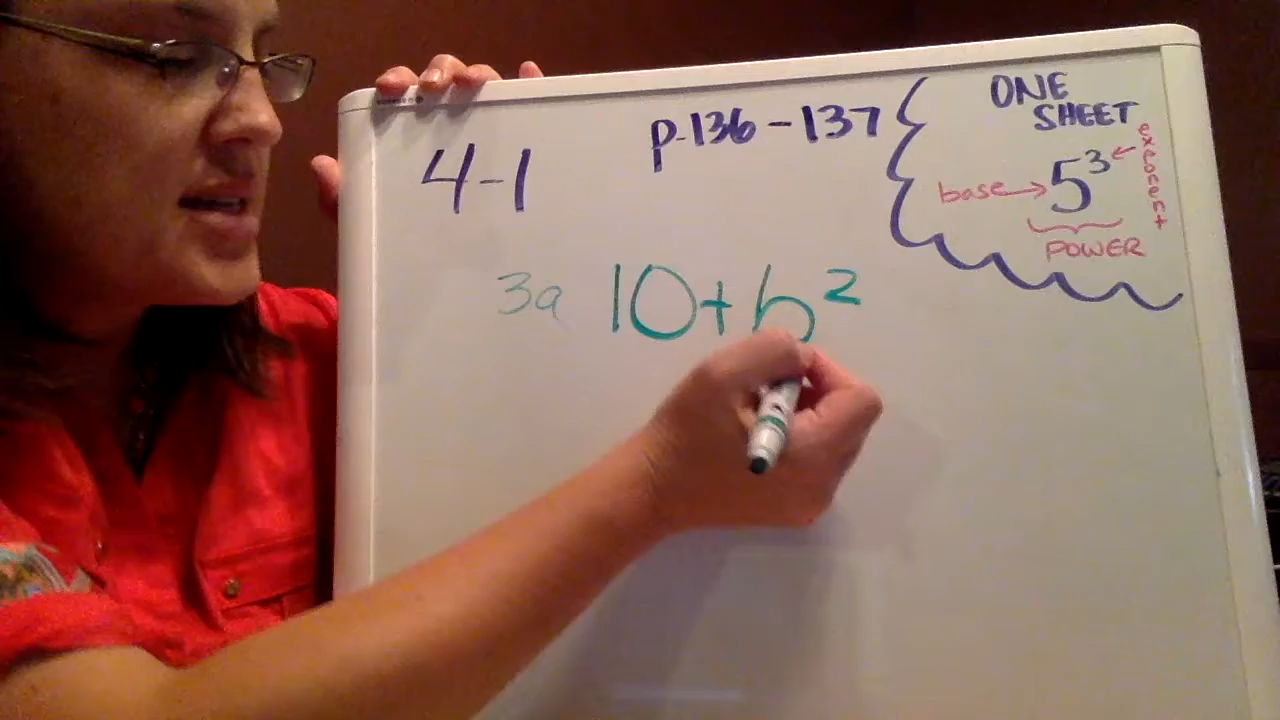 4-1
p.136-137
ONE
SHEET
base → 5³ ← exponent
POWER
3a 10+b²